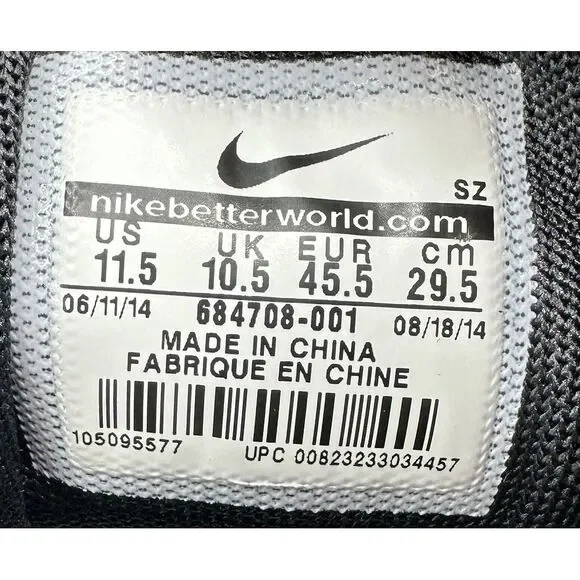 SZ
nikebetterworld.com
US UK EUR cm
11.5 10.5 45.5 29.5
06/11/14 684708-001 08/18/14
MADE IN CHINA
FABRIQUE EN CHINE
105095577 UPC 00823233034457